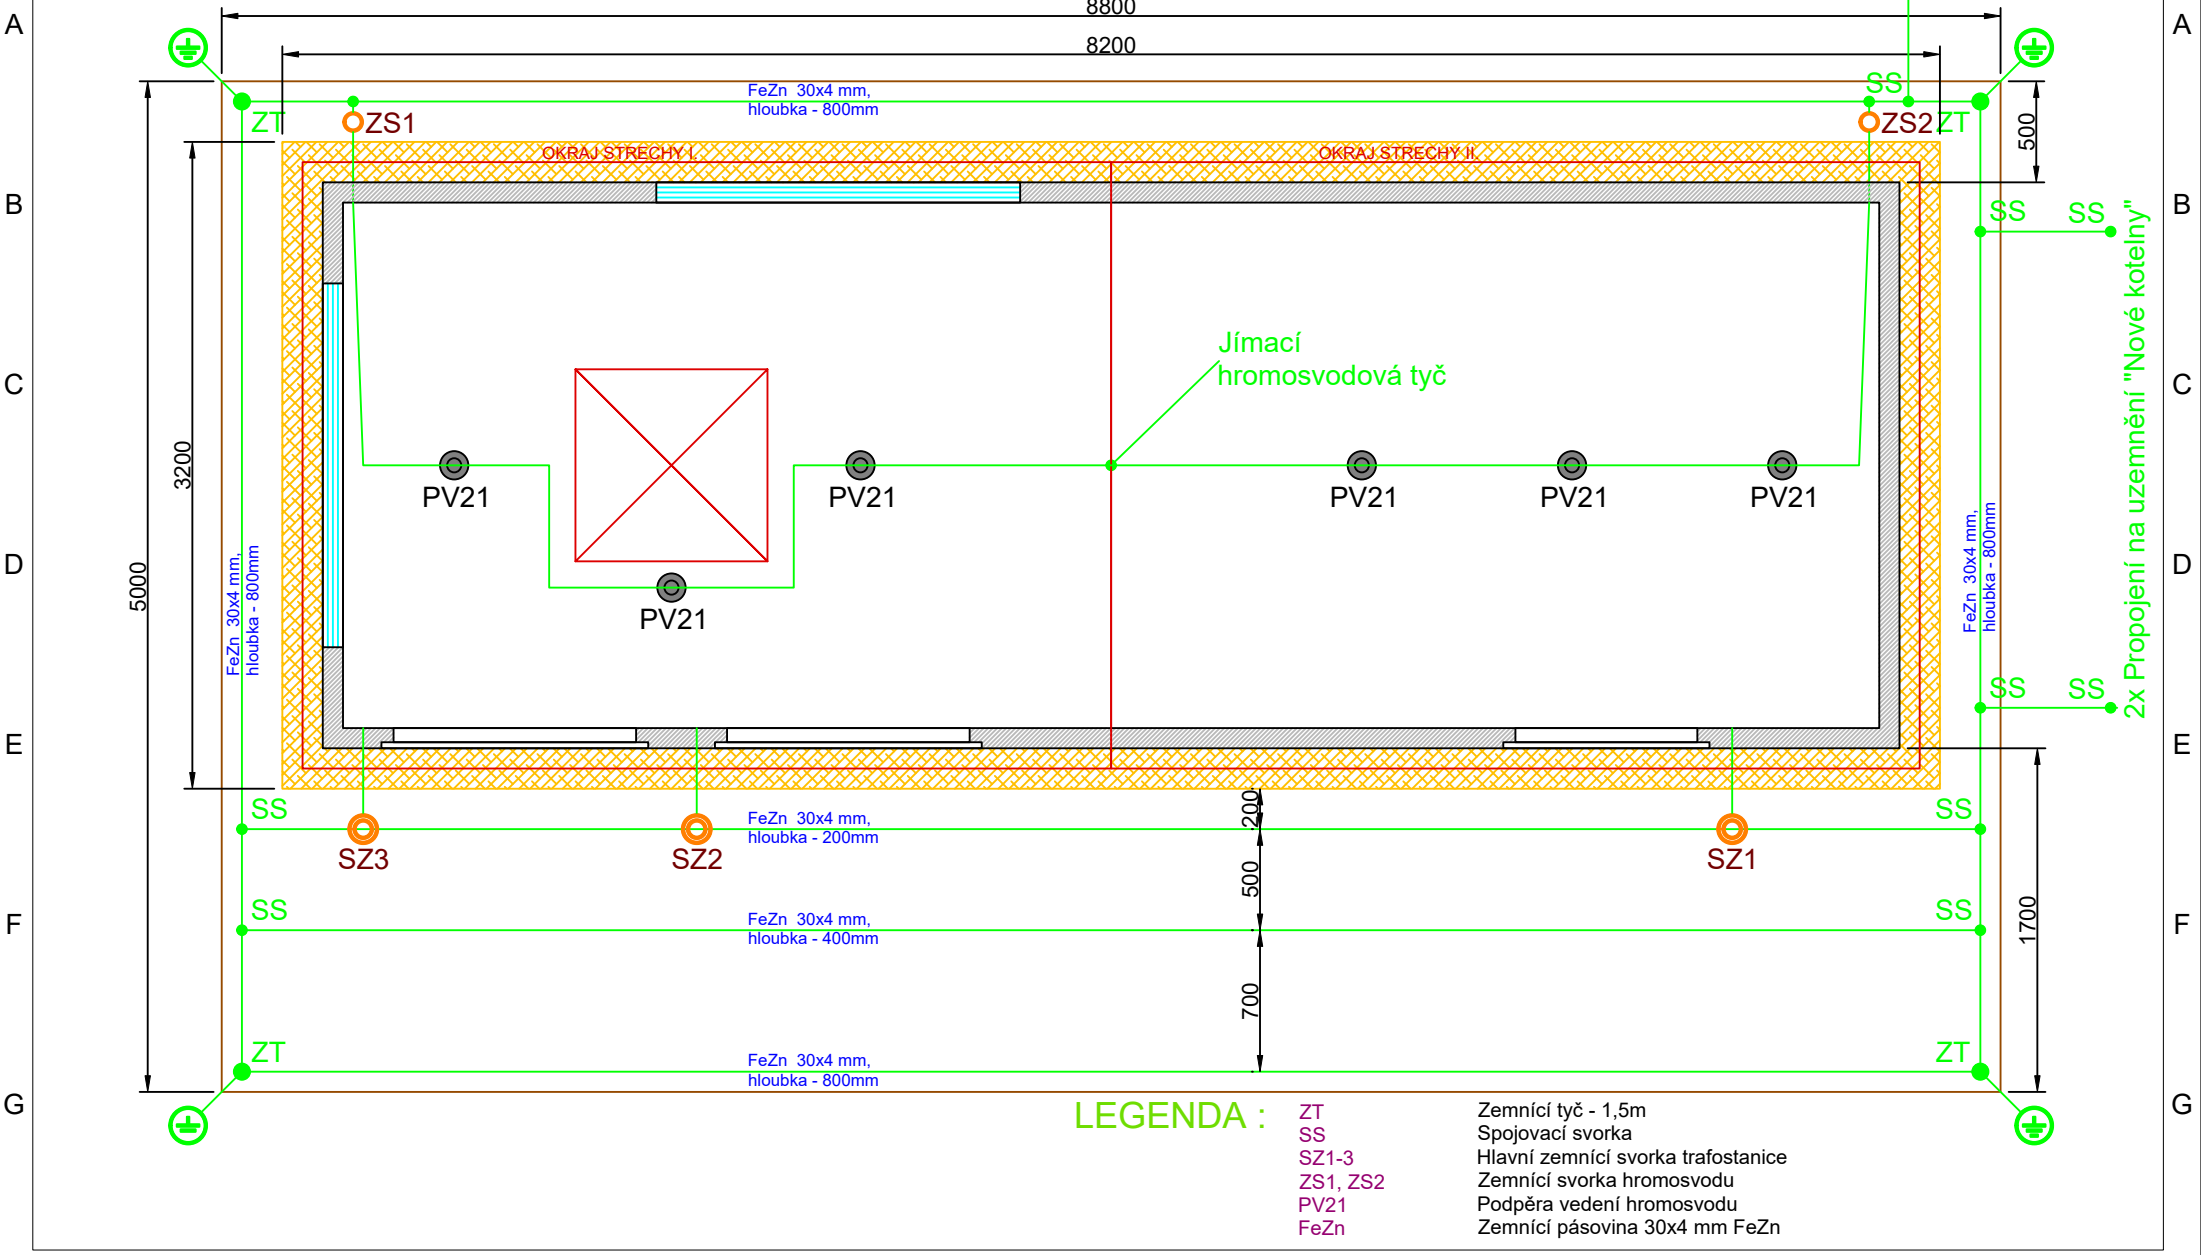 8800
A
A
8200
SS
FeZn 30x4 mm,
hloubka - 800mm
ZT
ZS1
ZS2
ZT
500
OKRAJ STRECHY I.
OKRAJ STRECHY II.
B
B
SS
SS
2x Propojení na uzemnění "Nové kotelny"
Jímací
hromosvodová tyč
C
C
3200
PV21
PV21
PV21
PV21
PV21
5000
FeZn 30x4 mm,
hloubka - 800mm
FeZn 30x4 mm,
hloubka - 800mm
D
D
PV21
SS
SS
E
E
200
SS
FeZn 30x4 mm,
hloubka - 200mm
SS
SZ3
SZ2
SZ1
500
SS
FeZn 30x4 mm,
hloubka - 400mm
SS
F
F
1700
700
ZT
FeZn 30x4 mm,
hloubka - 800mm
ZT
G
G
LEGENDA :
ZT Zemnící tyč - 1,5m
SS Spojovací svorka
SZ1-3 Hlavní zemnící svorka trafostanice
ZS1, ZS2 Zemnící svorka hromosvodu
PV21 Podpěra vedení hromosvodu
FeZn Zemnící pásovina 30x4 mm FeZn